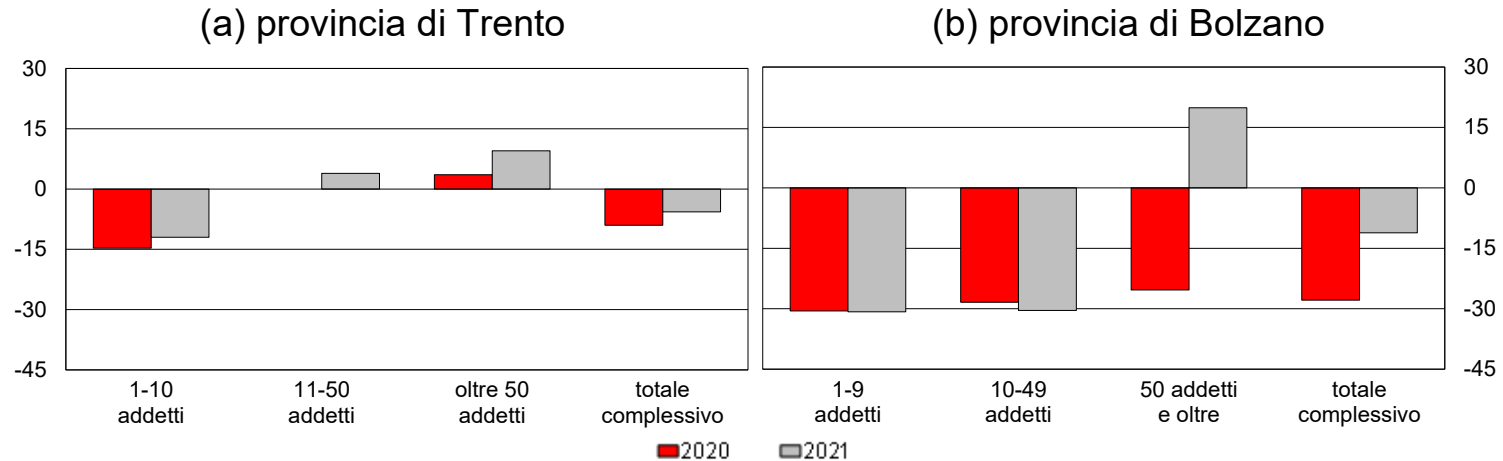 (a) provincia di Trento
(b) provincia di Bolzano
30
15
0
-15
-30
-45
30
15
0
-15
-30
-45
1-10
addetti
11-50
addetti
oltre 50
addetti
totale
complessivo
1-9
addetti
10-49
addetti
50 addetti
e oltre
totale
complessivo
2020
2021